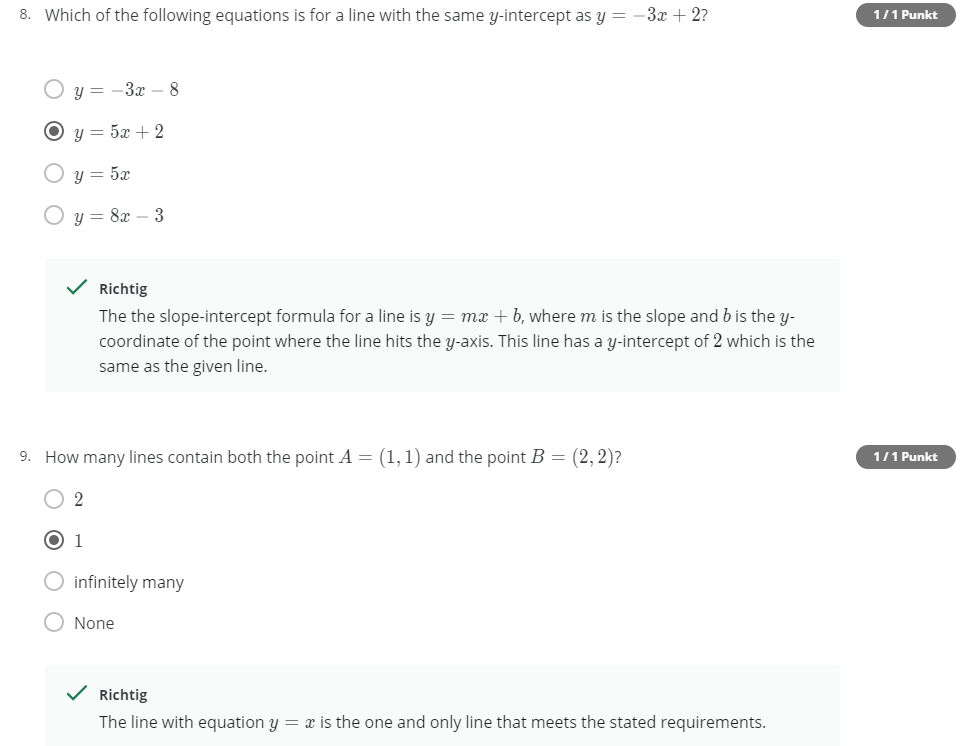 8. Which of the following equations is for a line with the same y-intercept as y = −3x + 2?
1 / 1 Punkt
y = −3x − 8
y = 5x + 2
y = 5x
y = 8x − 3
Richtig
The the slope-intercept formula for a line is y = mx + b, where m is the slope and b is the y-
coordinate of the point where the line hits the y-axis. This line has a y-intercept of 2 which is the
same as the given line.
9. How many lines contain both the point A = (1, 1) and the point B = (2, 2)?
1 / 1 Punkt
2
1
infinitely many
None
Richtig
The line with equation y = x is the one and only line that meets the stated requirements.